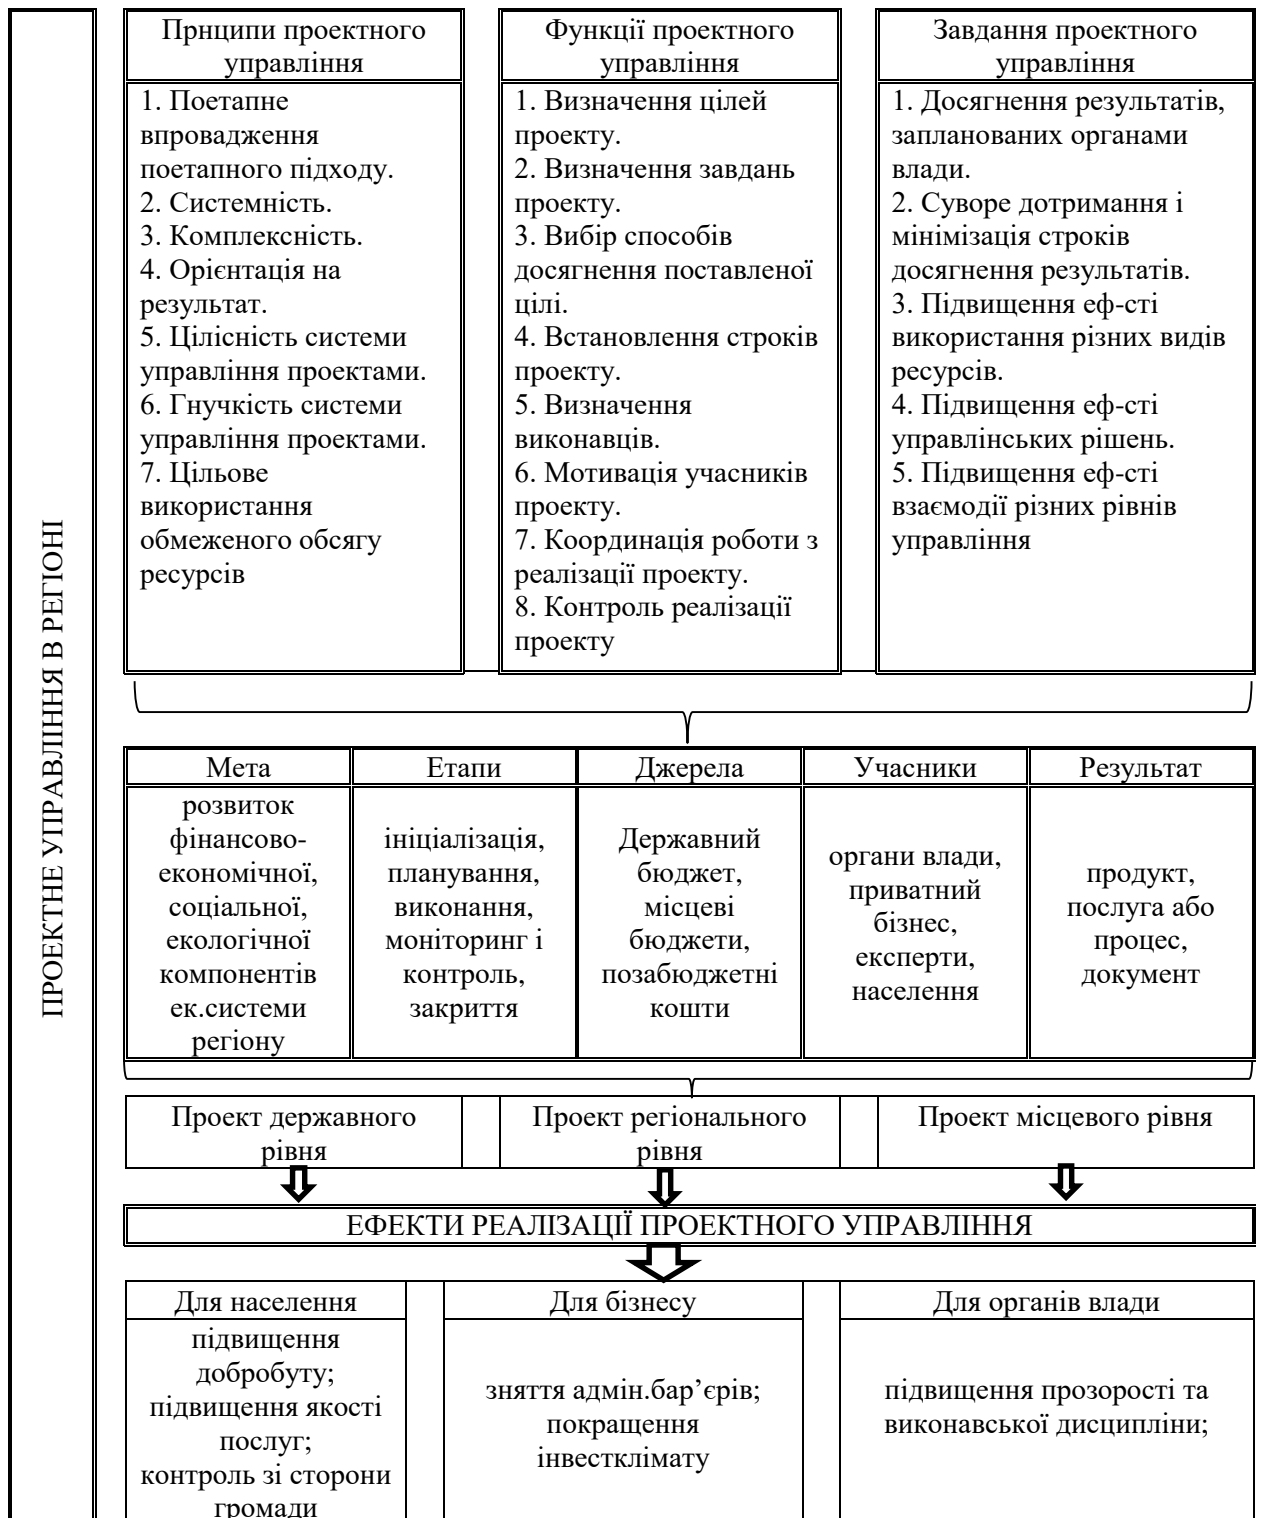 ПРОЕКТНЕ УПРАВЛІННЯ В РЕГІОНІ
Прнципи проектного
управління
1. Поетапне
впровадження
поетапного підходу.
2. Системність.
3. Комплексність.
4. Орієнтація на
результат.
5. Цілісність системи
управління проектами.
6. Гнучкість системи
управління проектами.
7. Цільове
використання
обмеженого обсягу
ресурсів
Функції проектного
управління
1. Визначення цілей
проекту.
2. Визначення завдань
проекту.
3. Вибір способів
досягнення поставленої
цілі.
4. Встановлення строків
проекту.
5. Визначення
виконавців.
6. Мотивація учасників
проекту.
7. Координація роботи з
реалізації проекту.
8. Контроль реалізації
проекту
Завдання проектного
управління
1. Досягнення результатів,
запланованих органами
влади.
2. Суворе дотримання і
мінімізація строків
досягнення результатів.
3. Підвищення еф-сті
використання різних видів
ресурсів.
4. Підвищення еф-сті
управлінських рішень.
5. Підвищення еф-сті
взаємодії різних рівнів
управління
Мета
розвиток
фінансово-
економічної,
соціальної,
екологічної
компонентів
ек.системи
регіону
Етапи
ініціалізація,
планування,
виконання,
моніторинг і
контроль,
закриття
Джерела
Державний
бюджет,
місцеві
бюджети,
позабюджетні
кошти
Учасники
органи влади,
приватний
бізнес,
експерти,
населення
Результат
продукт,
послуга або
процес,
документ
Проект державного
рівня
Проект регіонального
рівня
Проект місцевого рівня
ЕФЕКТИ РЕАЛІЗАЦІЇ ПРОЕКТНОГО УПРАВЛІННЯ
Для населення
підвищення
добробуту;
підвищення якості
послуг;
контроль зі сторони
громади
Для бізнесу
зняття адмін.бар’єрів;
покращення
інвестклімату
Для органів влади
підвищення прозорості та
виконавської дисципліни;